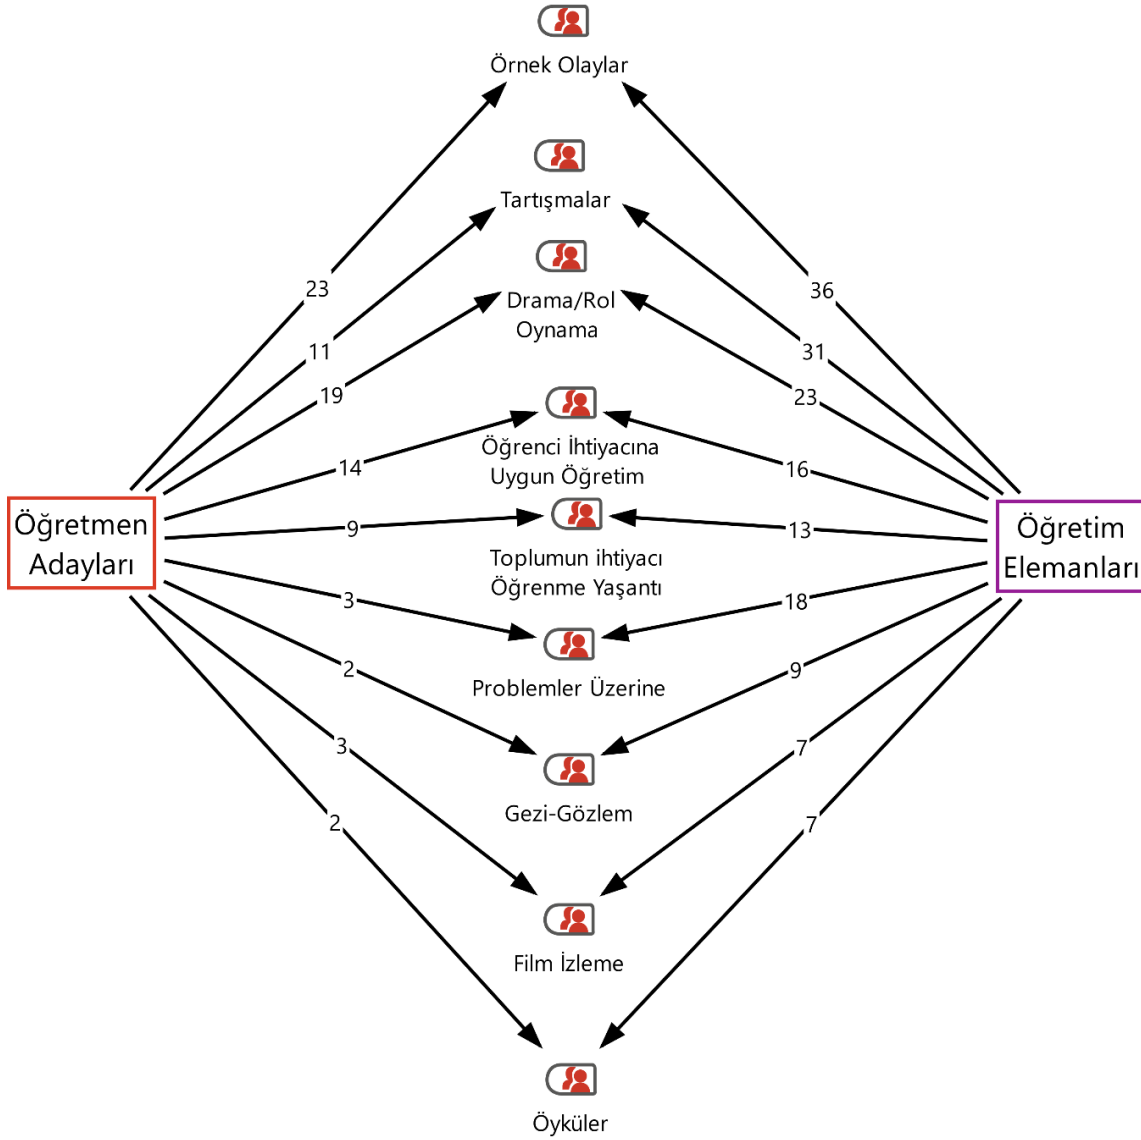 Örnek Olaylar
Tartışmalar
23
36
Drama/Rol
Oynama
11
31
19
23
Öğrenci İhtiyacına
Uygun Öğretim
14
16
Öğretmen
Adayları
9
13
Öğretim
Elemanları
Toplumun ihtiyacı
Öğrenme Yaşantı
3
18
2
9
Problemler Üzerine
3
7
Gezi-Gözlem
2
7
Film İzleme
Öyküler